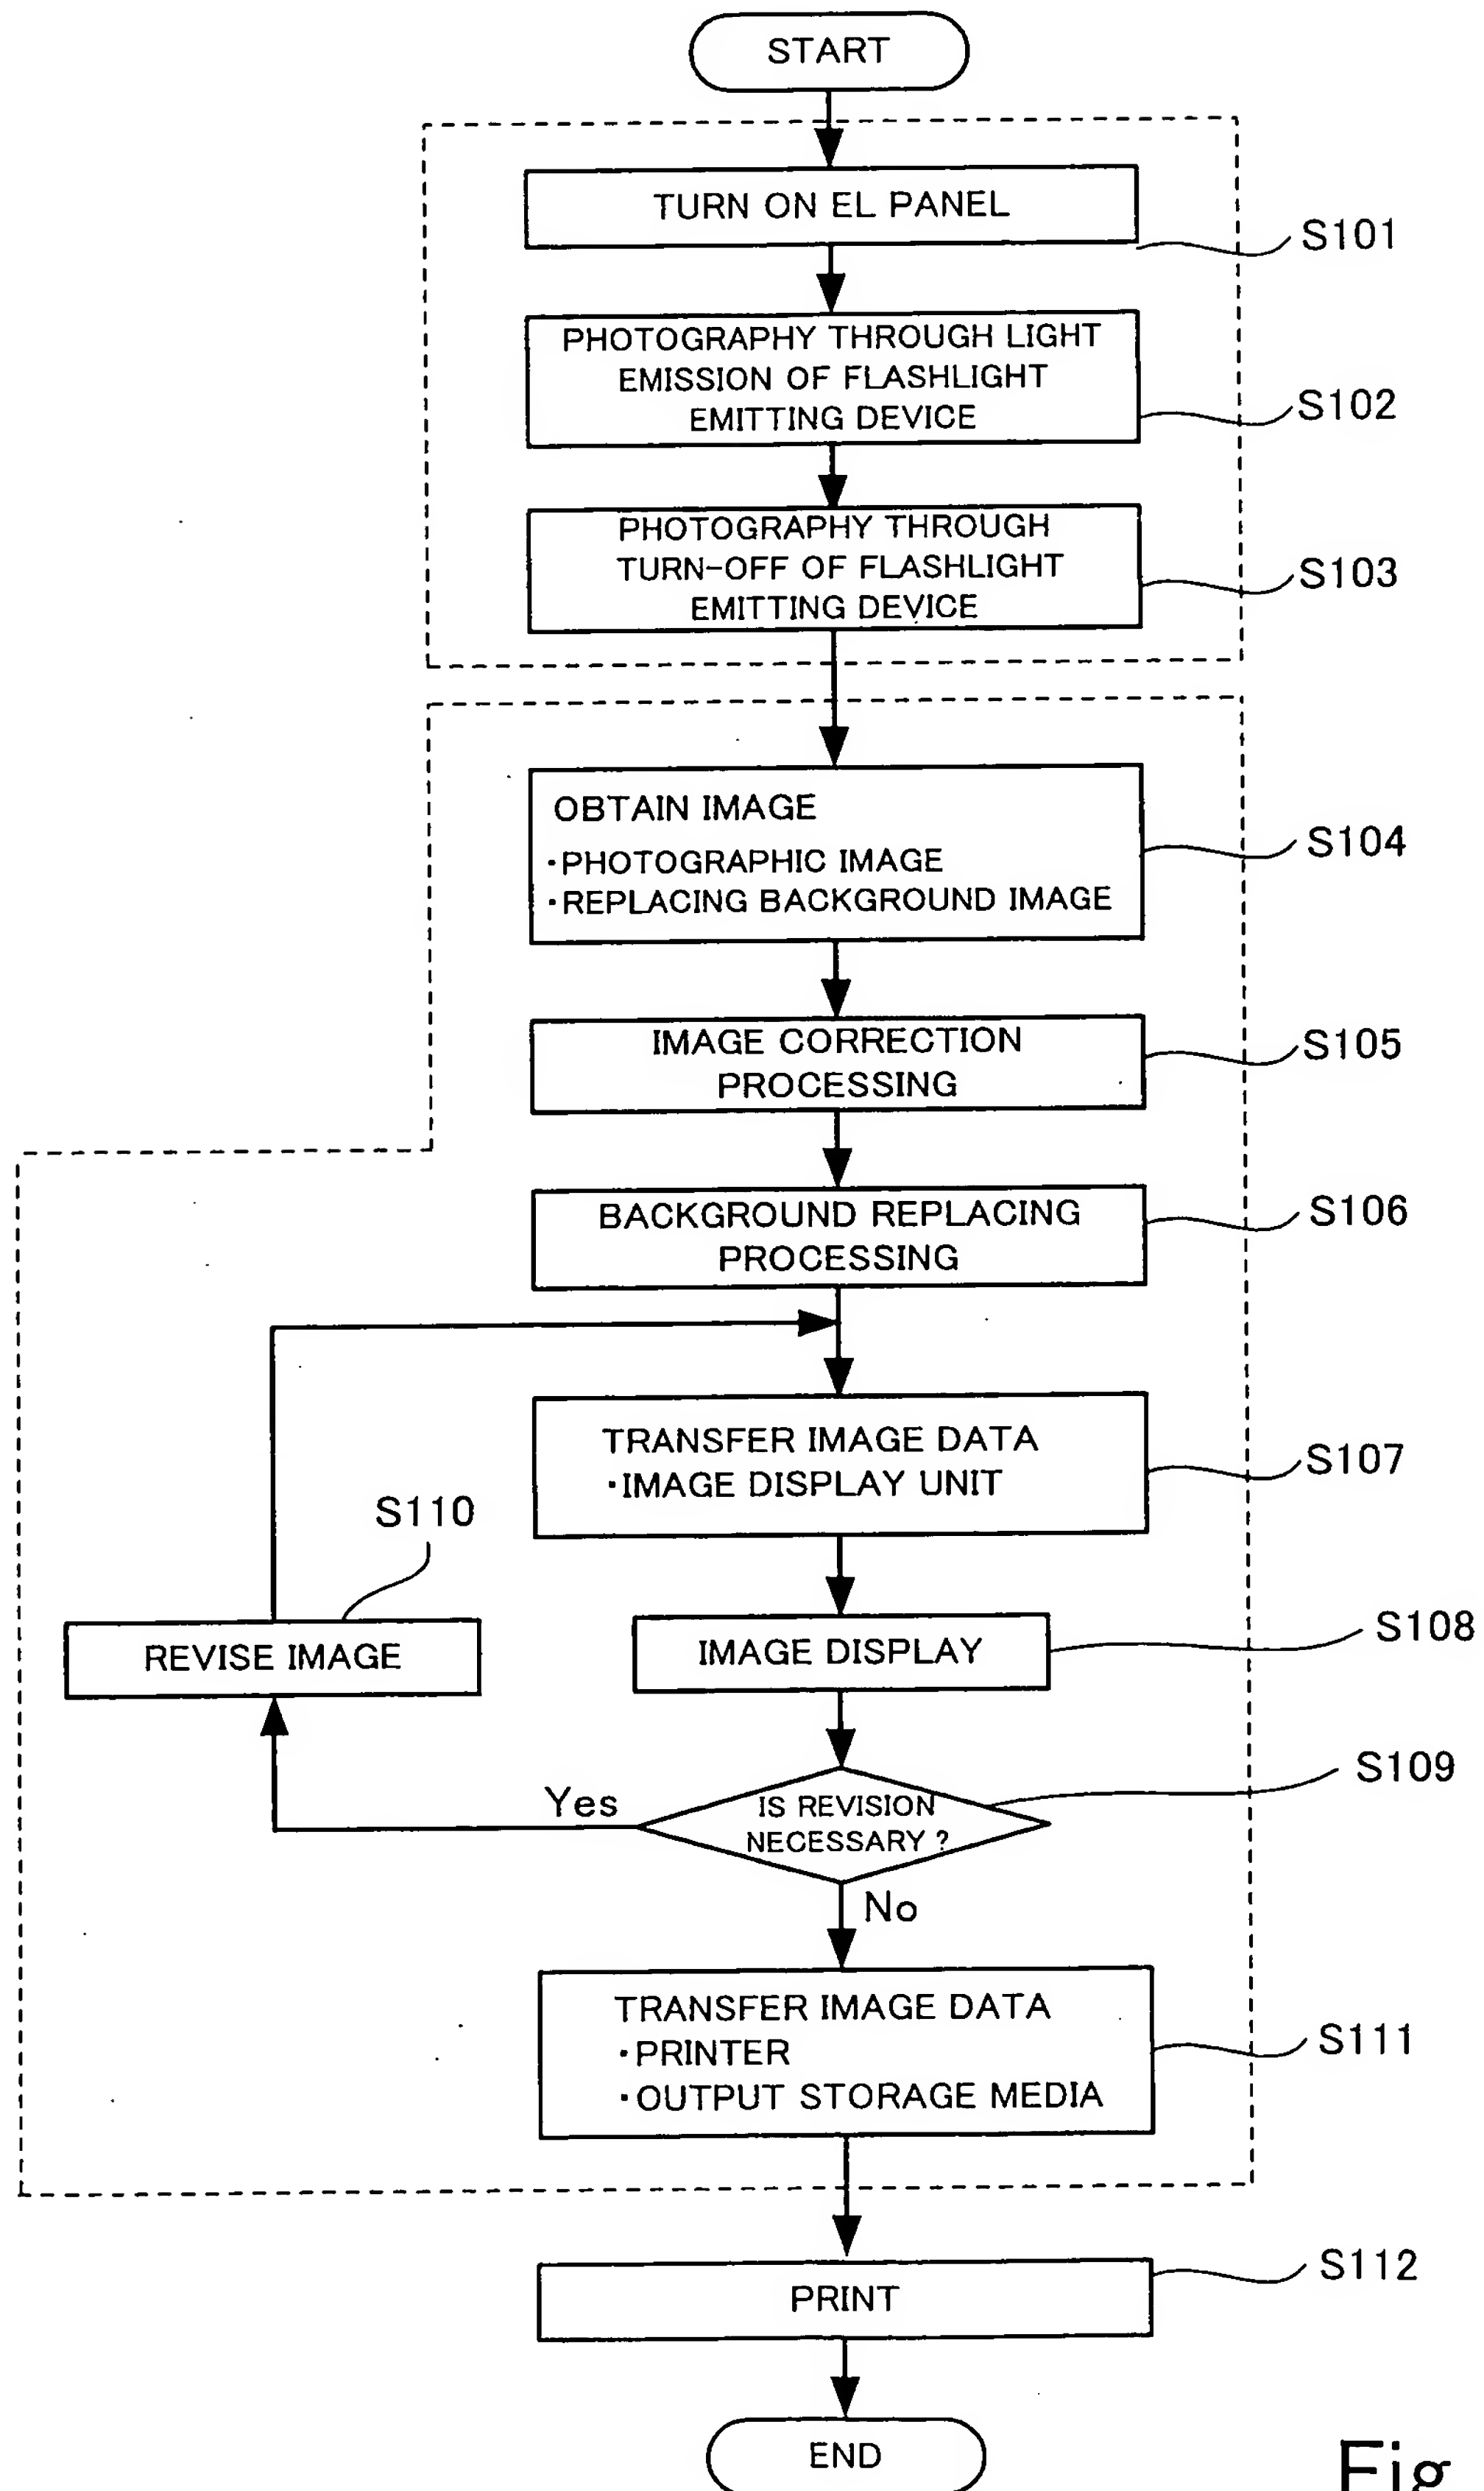 START
TURN ON EL PANEL
S101
PHOTOGRAPHY THROUGH LIGHT
EMISSION OF FLASHLIGHT
EMITTING DEVICE
S102
PHOTOGRAPHY THROUGH
TURN-OFF OF FLASHLIGHT
EMITTING DEVICE
S103
OBTAIN IMAGE
・PHOTOGRAPHIC IMAGE
・REPLACING BACKGROUND IMAGE
S104
IMAGE CORRECTION
PROCESSING
S105
BACKGROUND REPLACING
PROCESSING
S106
TRANSFER IMAGE DATA
・IMAGE DISPLAY UNIT
S107
S110
REVISE IMAGE
IMAGE DISPLAY
S108
IS REVISION
NECESSARY ?
S109
Yes
No
TRANSFER IMAGE DATA
・PRINTER
・OUTPUT STORAGE MEDIA
S111
PRINT
S112
END
Fig